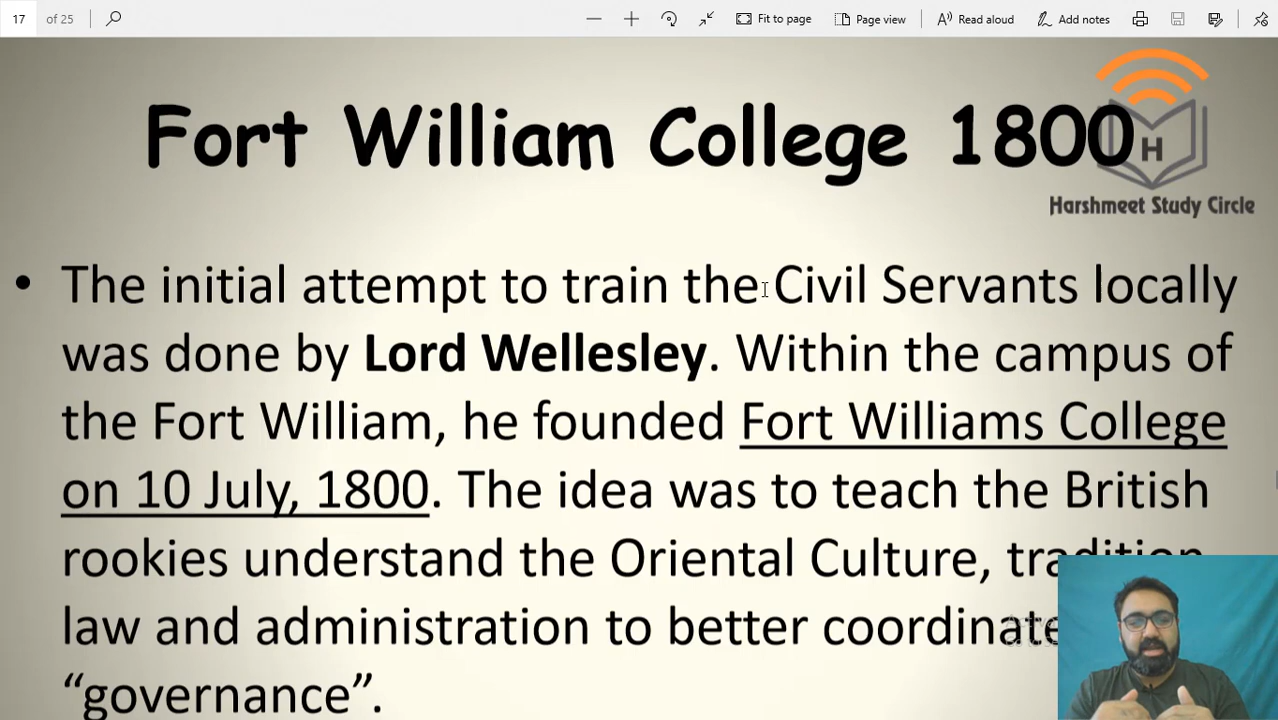 17 of 25
Fit to page
Page view
Read aloud
Add notes
Fort William College 1800
H
Harshmeet Study Circle
• The initial attempt to train the Civil Servants locally
was done by Lord Wellesley. Within the campus of
the Fort William, he founded Fort Williams College
on 10 July, 1800. The idea was to teach the British
rookies understand the Oriental Culture, tradition
law and administration to better coordinate
“governance”.